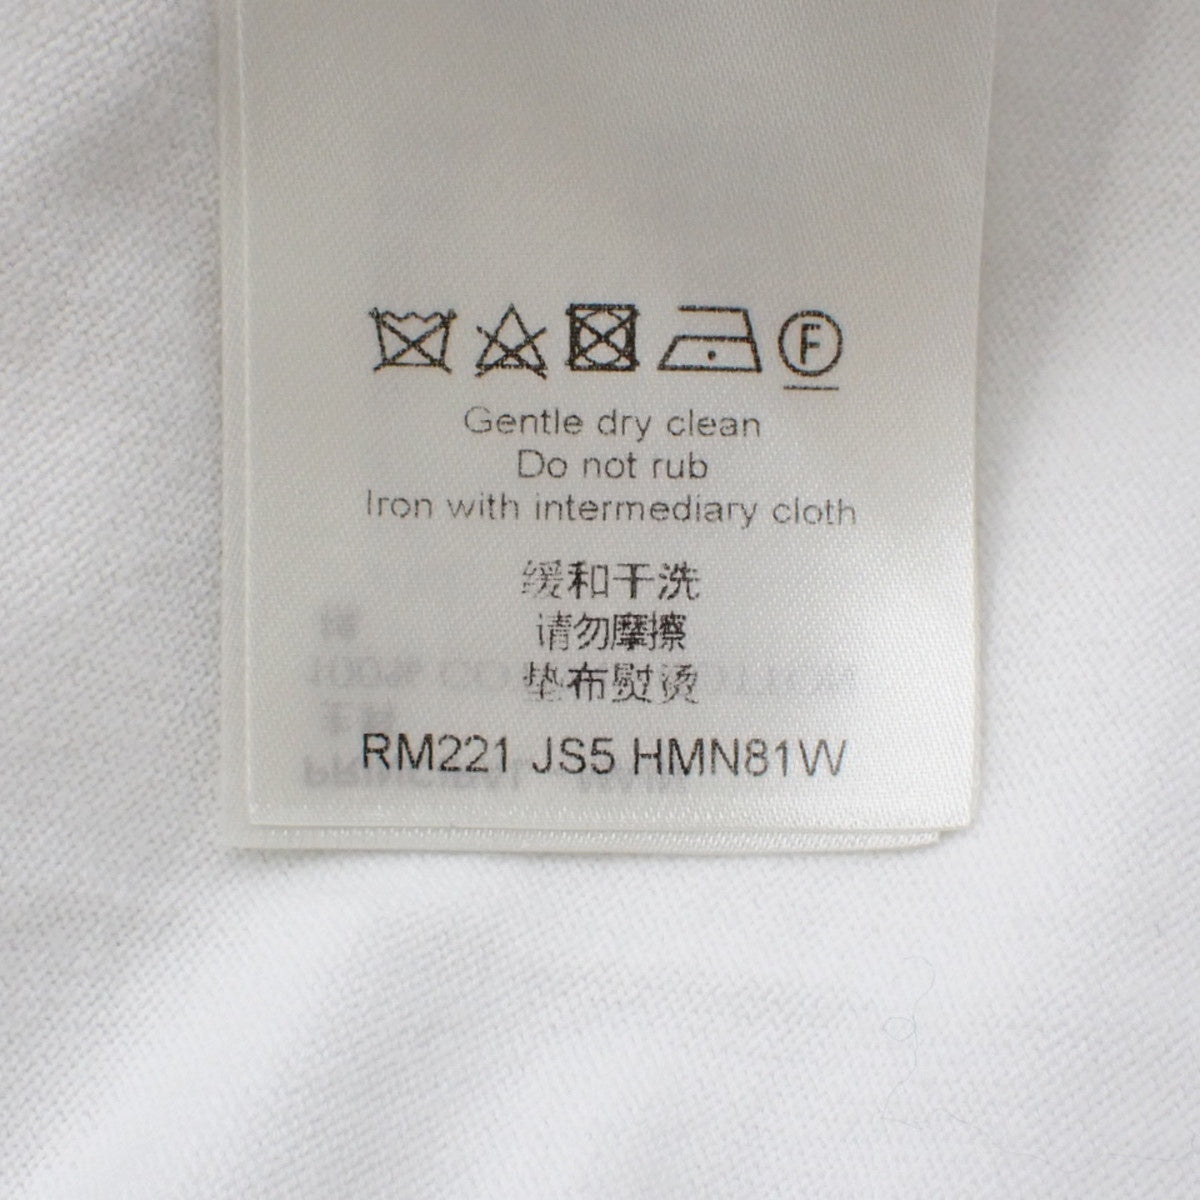 F
Gentle dry clean
Do not rub
Iron with intermediary cloth
缓和干洗
请勿摩擦
垫布熨烫
RM221 JS5 HMN81W